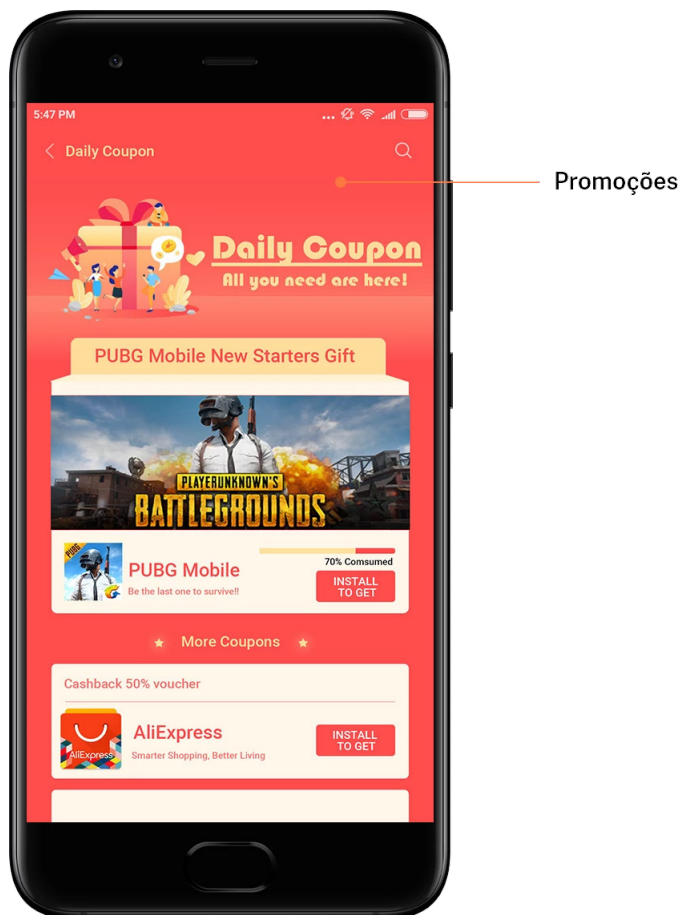 5:47 PM
Daily Coupon
Promoções
Daily Coupon
All you need are here!
PUBG Mobile New Starters Gift
PLAYERUNKNOWN'S
BATTLEGROUNDS
PUBG
70% Comsumed
PUBG Mobile
INSTALL
TO GET
Be the last one to survive!!
More Coupons
Cashback 50% voucher
AliExpress
AliExpress
INSTALL
TO GET
Smarter Shopping, Better Living